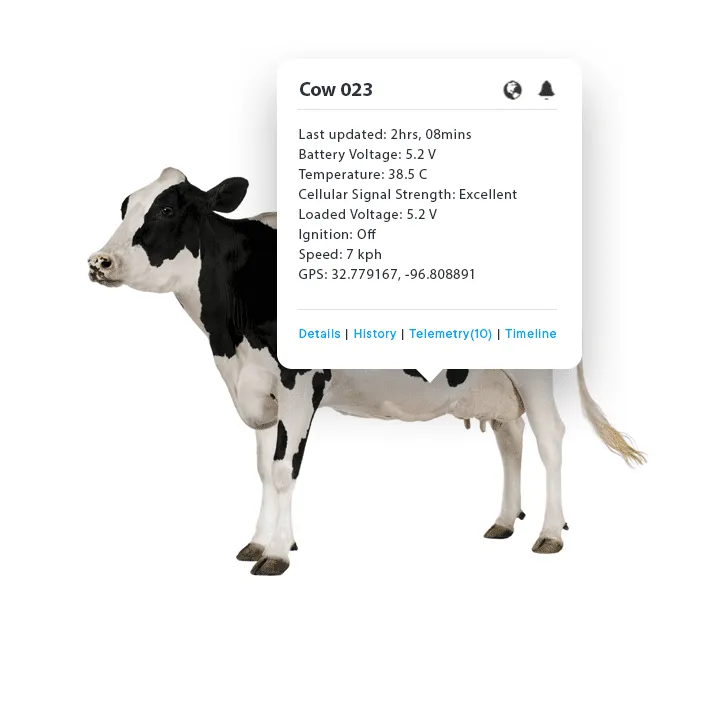 Cow 023
Last updated: 2hrs, 08mins
Battery Voltage: 5.2 V
Temperature: 38.5 C
Cellular Signal Strength: Excellent
Loaded Voltage: 5.2 V
Ignition: Off
Speed: 7 kph
GPS: 32.779167, -96.808891
Details | History | Telemetry(10) | Timeline